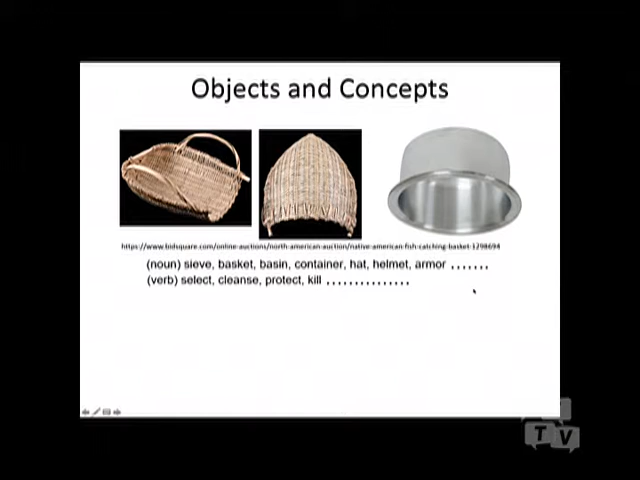 Objects and Concepts
https://www.bidsquare.com/online-auctions/north-american-auction/native-american-fish-catching-basket-1298694
(noun) sieve, basket, basin, container, hat, helmet, armor .......
(verb) select, cleanse, protect, kill ...............
TV